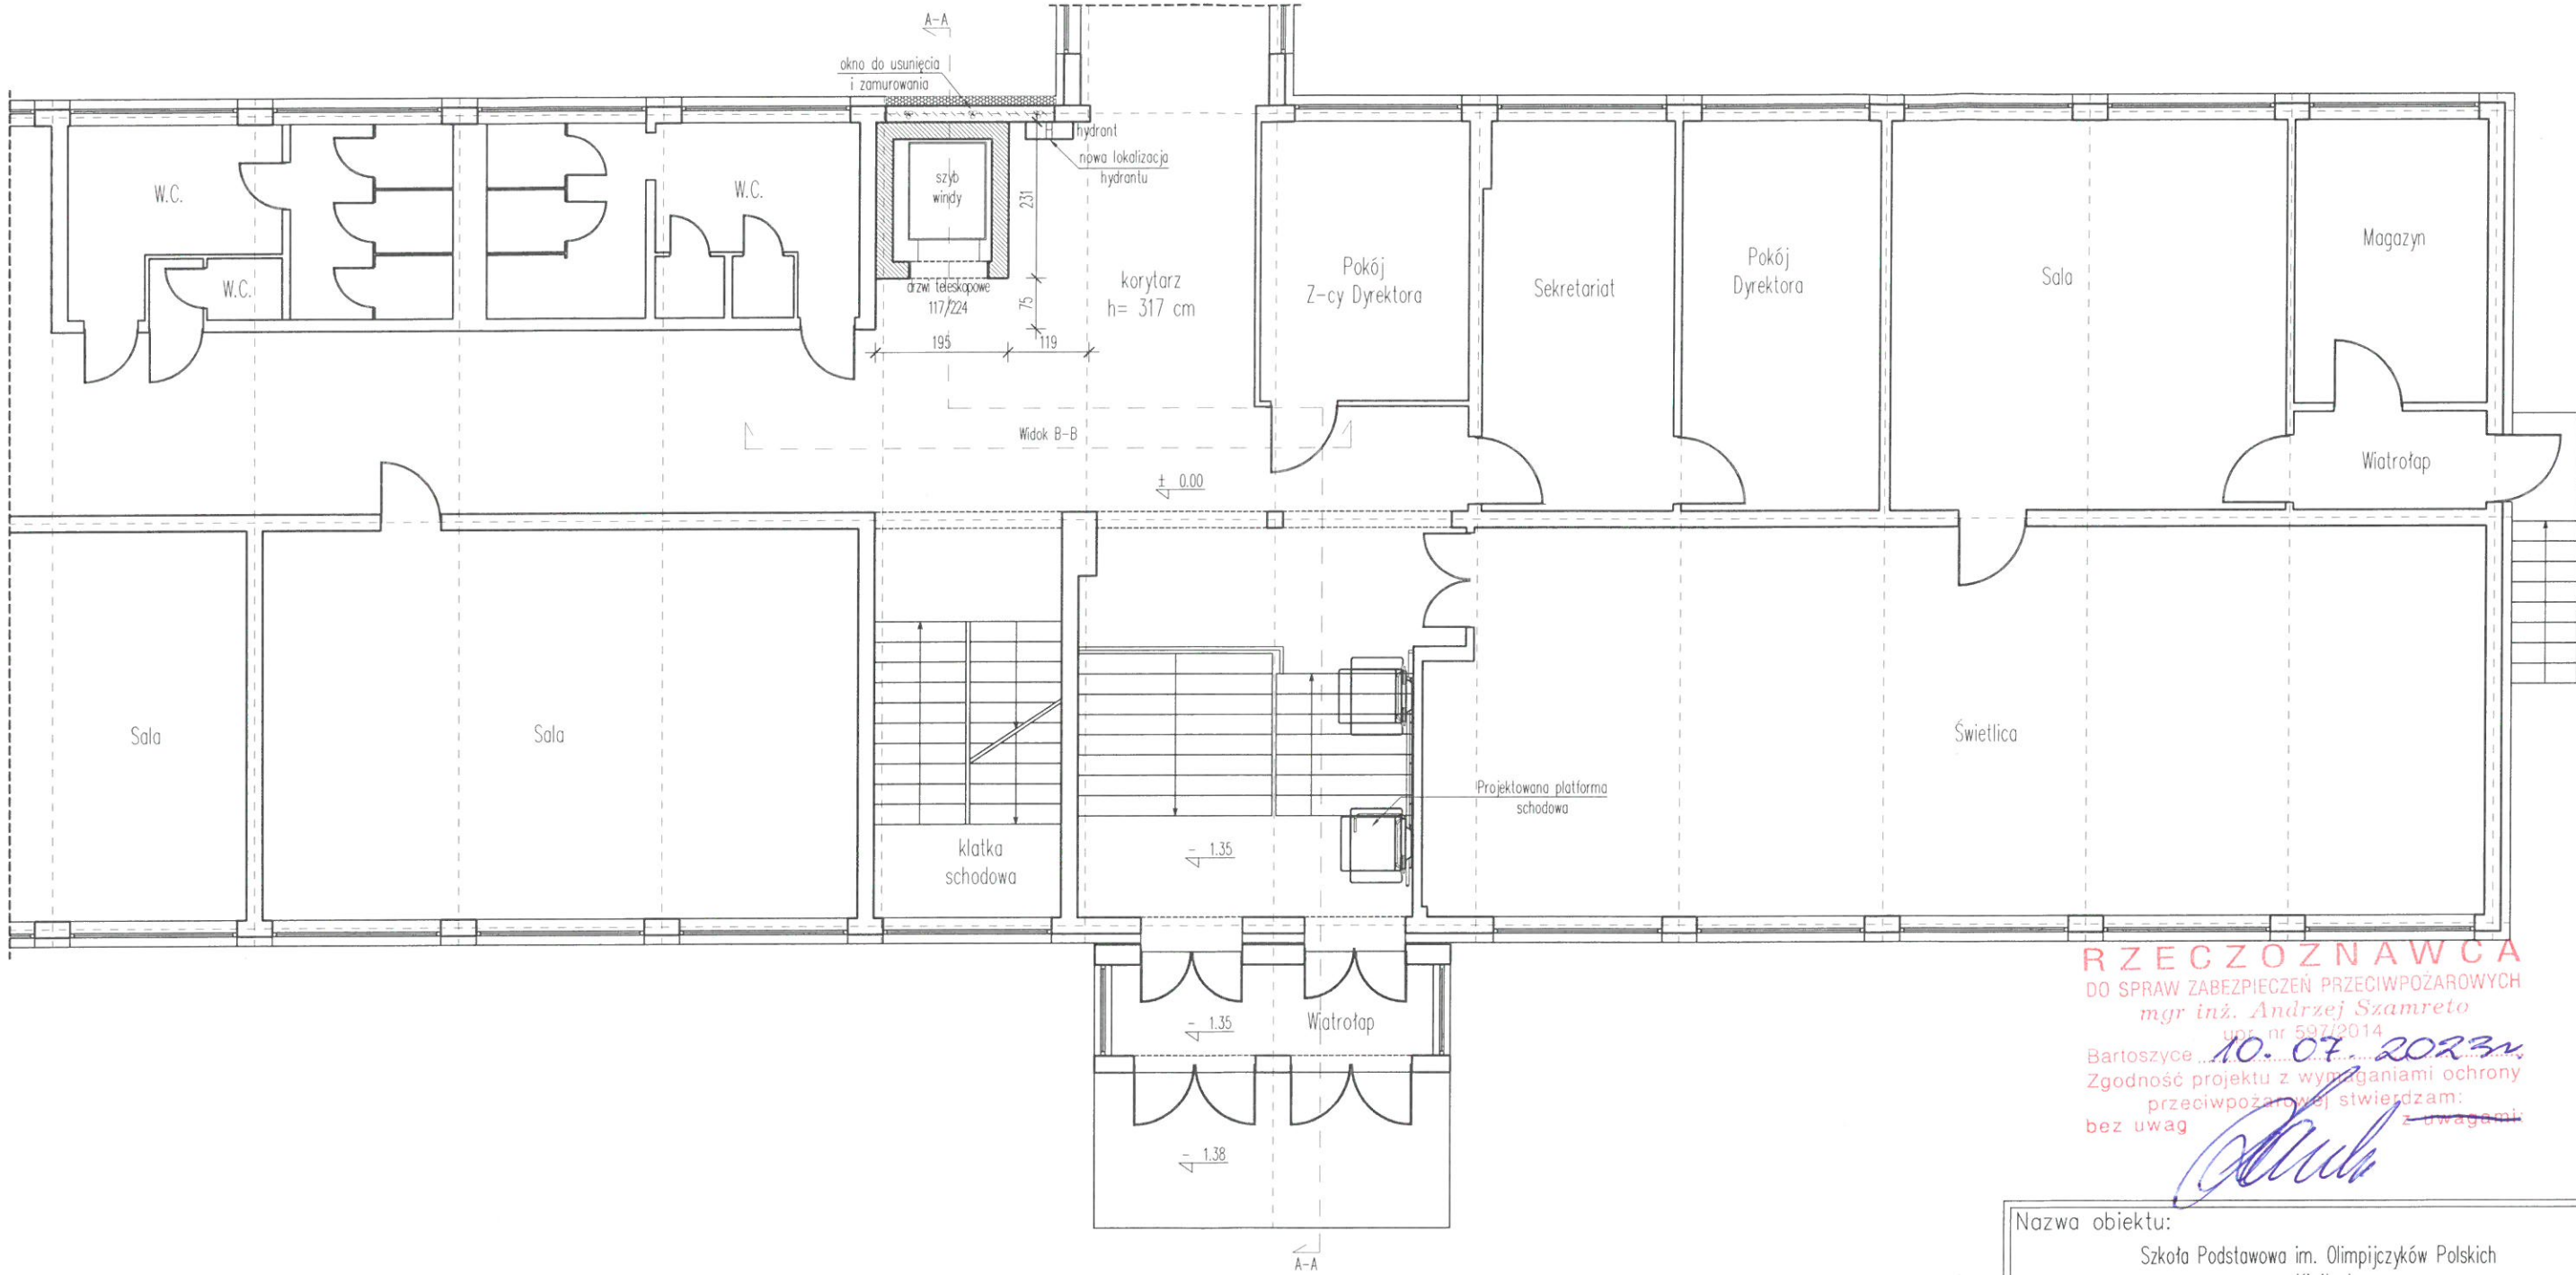 A-A
okno do usunięcia
i zamurowania
hydrant
nowa lokalizacja
hydrantu
W.C.
W.C.
W.C.
szyb
windy
231
75
drzwi teleskopowe
117/224
195
119
korytarz
h= 317 cm
Pokój
Z-cy Dyrektora
Sekretariat
Pokój
Dyrektora
Sala
Magazyn
Wiatrołap
Widok B-B
± 0.00
Sala
Sala
klatka
schodowa
- 1.35
Projektowana platforma
schodowa
Świetlica
- 1.35
Wiatrołap
- 1.38
A-A
RZECZOZNAWCA
DO SPRAW ZABEZPIECZEŃ PRZECIWPOŻAROWYCH
mgr inż. Andrzej Szamreto
upr. nr 597/2014
Bartoszyce 10.07.2023r.
Zgodność projektu z wymaganiami ochrony
przeciwpożarowej stwierdzam:
bez uwag z uwagami:
Nazwa obiektu:
Szkoła Podstawowa im. Olimpijczyków Polskich